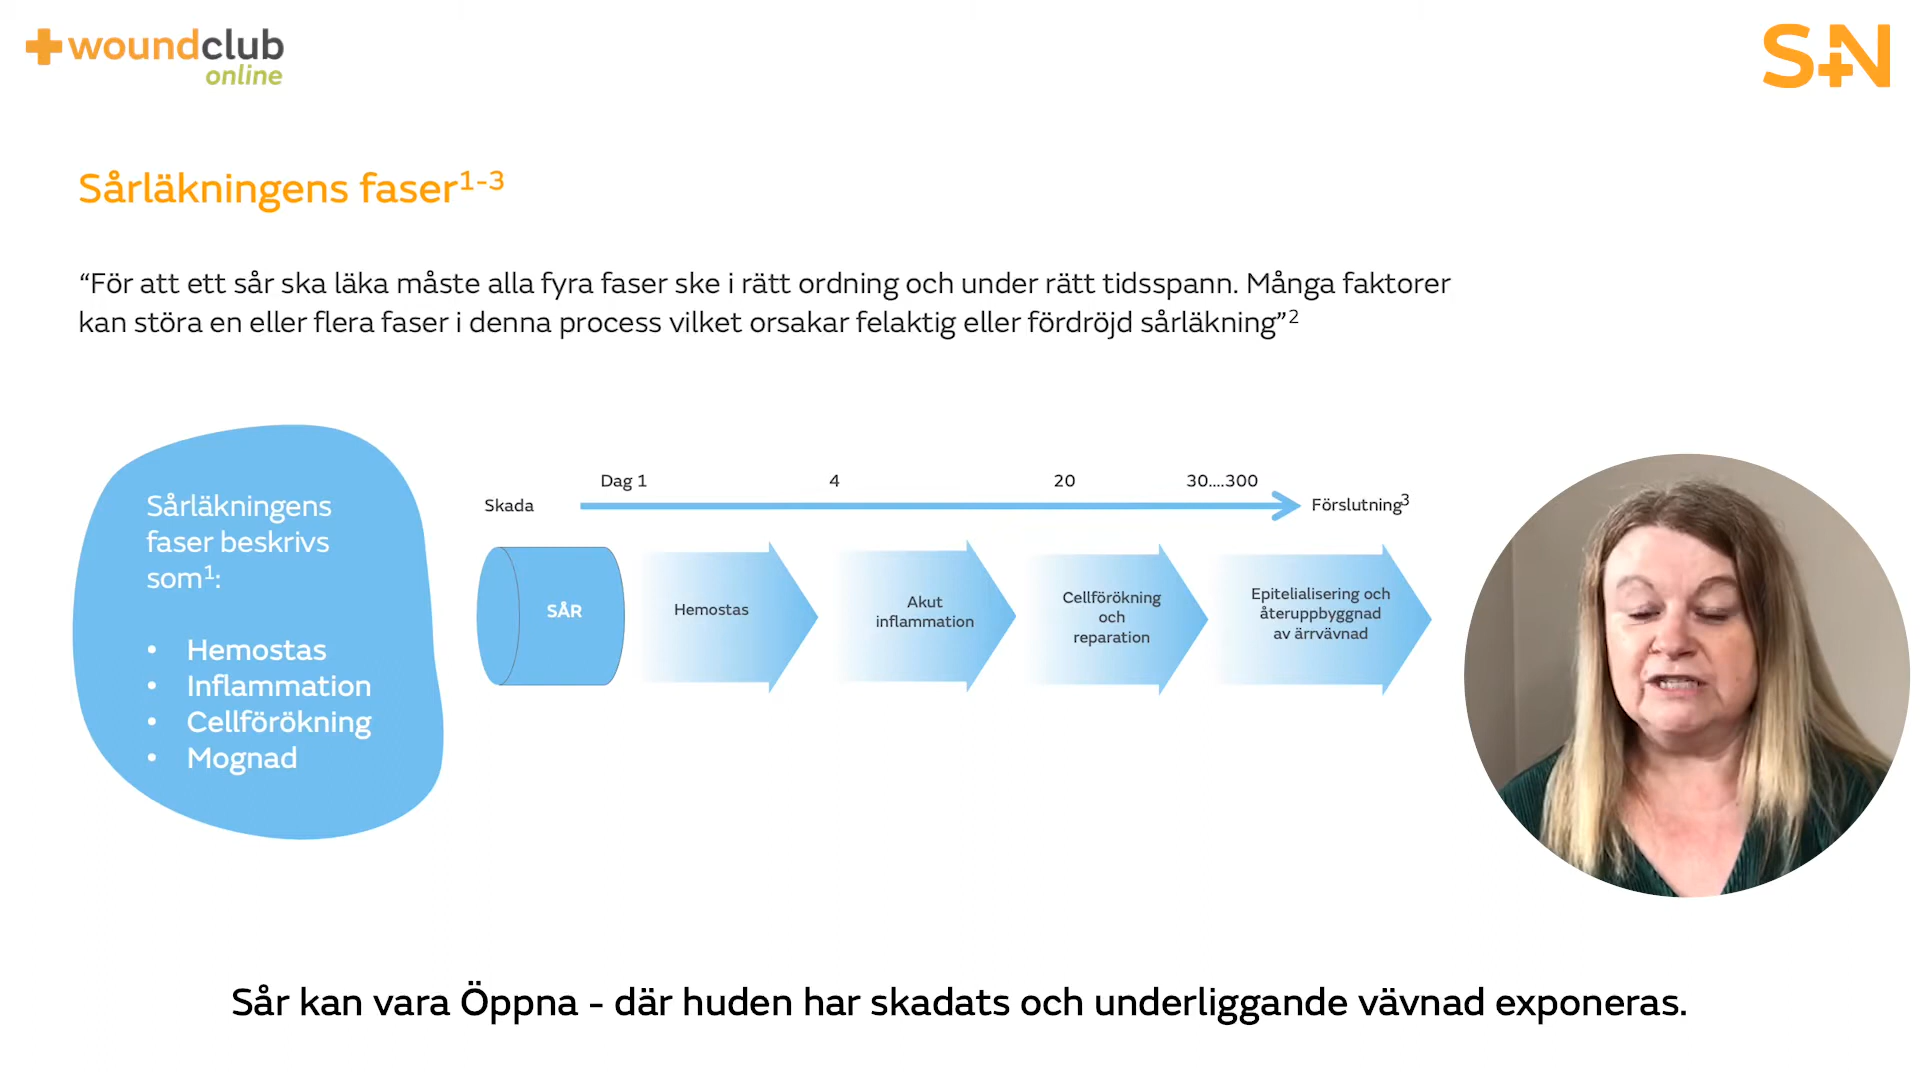 woundclub
online
S+N
Sårläkningens faser1-3
“För att ett sår ska läka måste alla fyra faser ske i rätt ordning och under rätt tidsspann. Många faktorer
kan störa en eller flera faser i denna process vilket orsakar felaktig eller fördröjd sårläkning”2
Sårläkningens
faser beskrivs
som1:
• Hemostas
• Inflammation
• Cellförökning
• Mognad
Dag 1 4 20 30....300
Skada Förslutning3
SÅR
Hemostas
Akut
inflammation
Cellförökning
och
reparation
Epitelialisering och
återuppbyggnad
av ärrvävnad
Sår kan vara Öppna - där huden har skadats och underliggande vävnad exponeras.